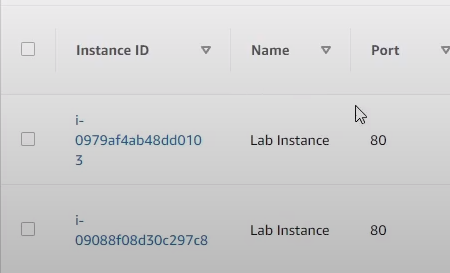 Instance ID Name Port
i-
0979af4ab48dd010 Lab Instance 80
3
i-
09088f08d30c297c8 Lab Instance 80